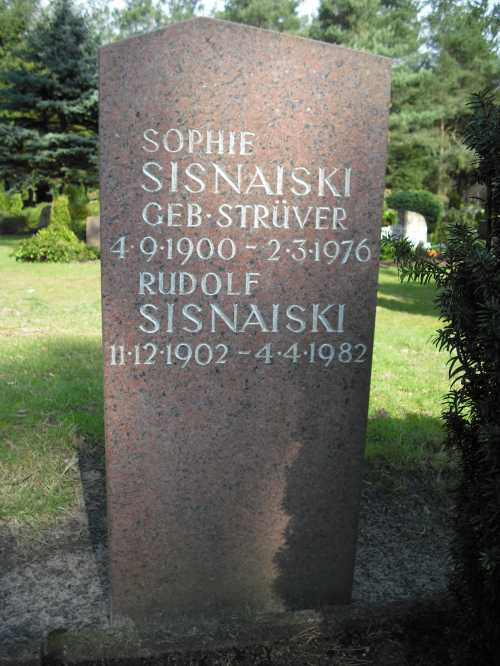 SOPHIE
SISNAISKI
GEB·STRÜVER
4·9·1900 - 2·3·1976
RUDOLF
SISNAISKI
11·12·1902 - 4·4·1982